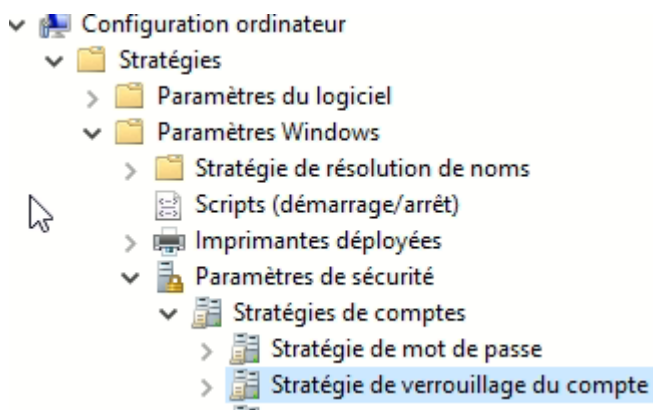 Configuration ordinateur
Stratégies
Paramètres du logiciel
Paramètres Windows
Stratégie de résolution de noms
Scripts (démarrage/arrêt)
Imprimantes déployées
Paramètres de sécurité
Stratégies de comptes
Stratégie de mot de passe
Stratégie de verrouillage du compte